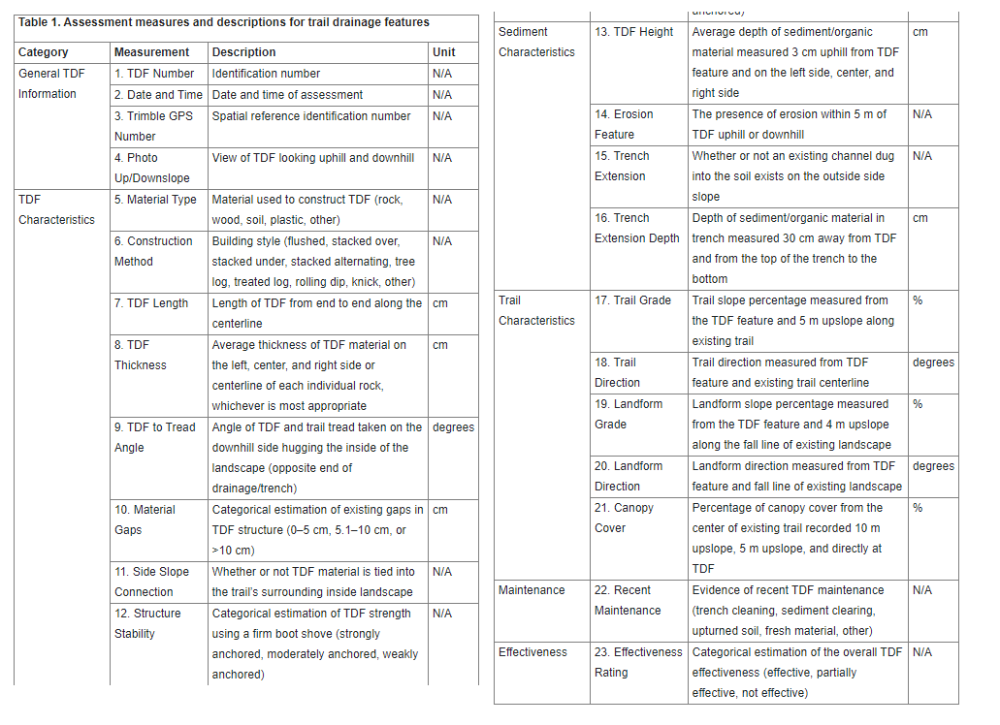 Table 1. Assessment measures and descriptions for trail drainage features
Category Measurement Description Unit
General TDF 1. TDF Number Identification number N/A
Information 2. Date and Time Date and time of assessment N/A
3. Trimble GPS Spatial reference identification number N/A
Number
4. Photo View of TDF looking uphill and downhill N/A
Up/Downslope
TDF 5. Material Type Material used to construct TDF (rock, N/A
Characteristics wood, soil, plastic, other)
6. Construction Building style (flushed, stacked over, N/A
Method stacked under, stacked alternating, tree
log, treated log, rolling dip, knick, other)
7. TDF Length Length of TDF from end to end along the cm
centerline
8. TDF Average thickness of TDF material on cm
Thickness the left, center, and right side or
centerline of each individual rock,
whichever is most appropriate
9. TDF to Tread Angle of TDF and trail tread taken on the degrees
Angle downhill side hugging the inside of the
landscape (opposite end of
drainage/trench)
10. Material Categorical estimation of existing gaps in cm
Gaps TDF structure (0–5 cm, 5.1–10 cm, or
>10 cm)
11. Side Slope Whether or not TDF material is tied into N/A
Connection the trail's surrounding inside landscape
12. Structure Categorical estimation of TDF strength N/A
Stability using a firm boot shove (strongly
anchored, moderately anchored, weakly
anchored)
anchored)
Sediment 13. TDF Height Average depth of sediment/organic cm
Characteristics material measured 3 cm uphill from TDF
feature and on the left side, center, and
right side
14. Erosion The presence of erosion within 5 m of N/A
Feature TDF uphill or downhill
15. Trench Whether or not an existing channel dug N/A
Extension into the soil exists on the outside side
slope
16. Trench Depth of sediment/organic material in cm
Extension Depth trench measured 30 cm away from TDF
and from the top of the trench to the
bottom
Trail 17. Trail Grade Trail slope percentage measured from %
Characteristics the TDF feature and 5 m upslope along
existing trail
18. Trail Trail direction measured from TDF degrees
Direction feature and existing trail centerline
19. Landform Landform slope percentage measured %
Grade from the TDF feature and 4 m upslope
along the fall line of existing landscape
20. Landform Landform direction measured from TDF degrees
Direction feature and fall line of existing landscape
21. Canopy Percentage of canopy cover from the %
Cover center of existing trail recorded 10 m
upslope, 5 m upslope, and directly at
TDF
Maintenance 22. Recent Evidence of recent TDF maintenance N/A
Maintenance (trench cleaning, sediment clearing,
upturned soil, fresh material, other)
Effectiveness 23. Effectiveness Categorical estimation of the overall TDF N/A
Rating effectiveness (effective, partially
effective, not effective)